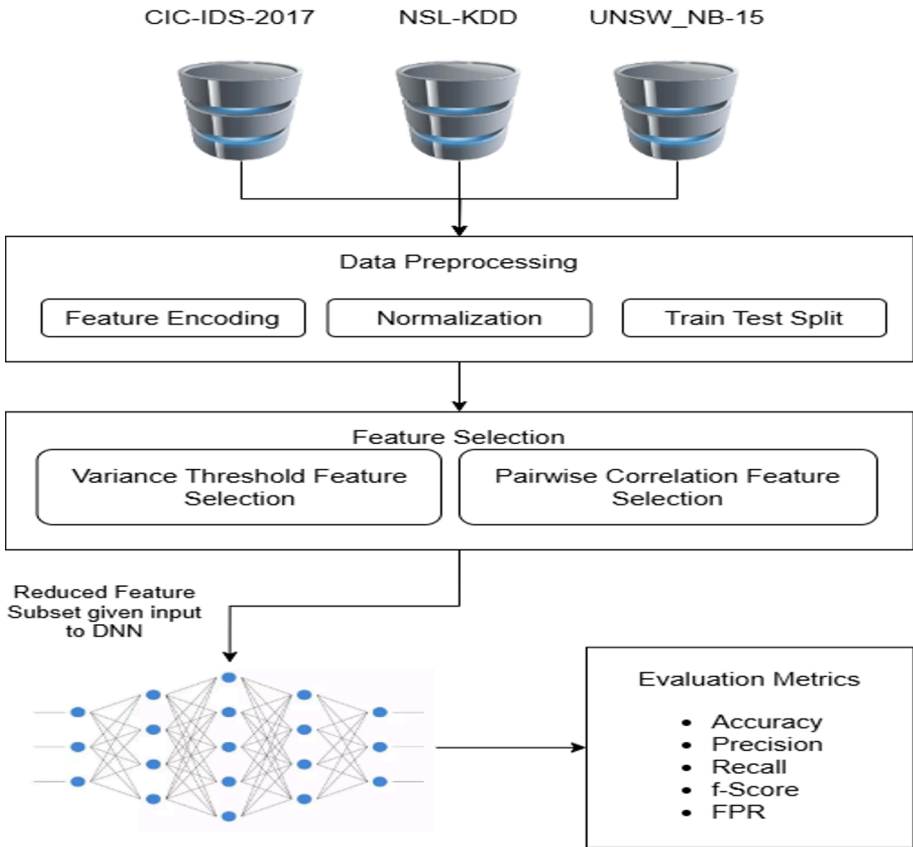 CIC-IDS-2017 NSL-KDD UNSW_NB-15
Data Preprocessing
Feature Encoding Normalization Train Test Split
Feature Selection
Variance Threshold Feature
Selection
Pairwise Correlation Feature
Selection
Reduced Feature
Subset given input
to DNN
Evaluation Metrics
• Accuracy
• Precision
• Recall
• f-Score
• FPR